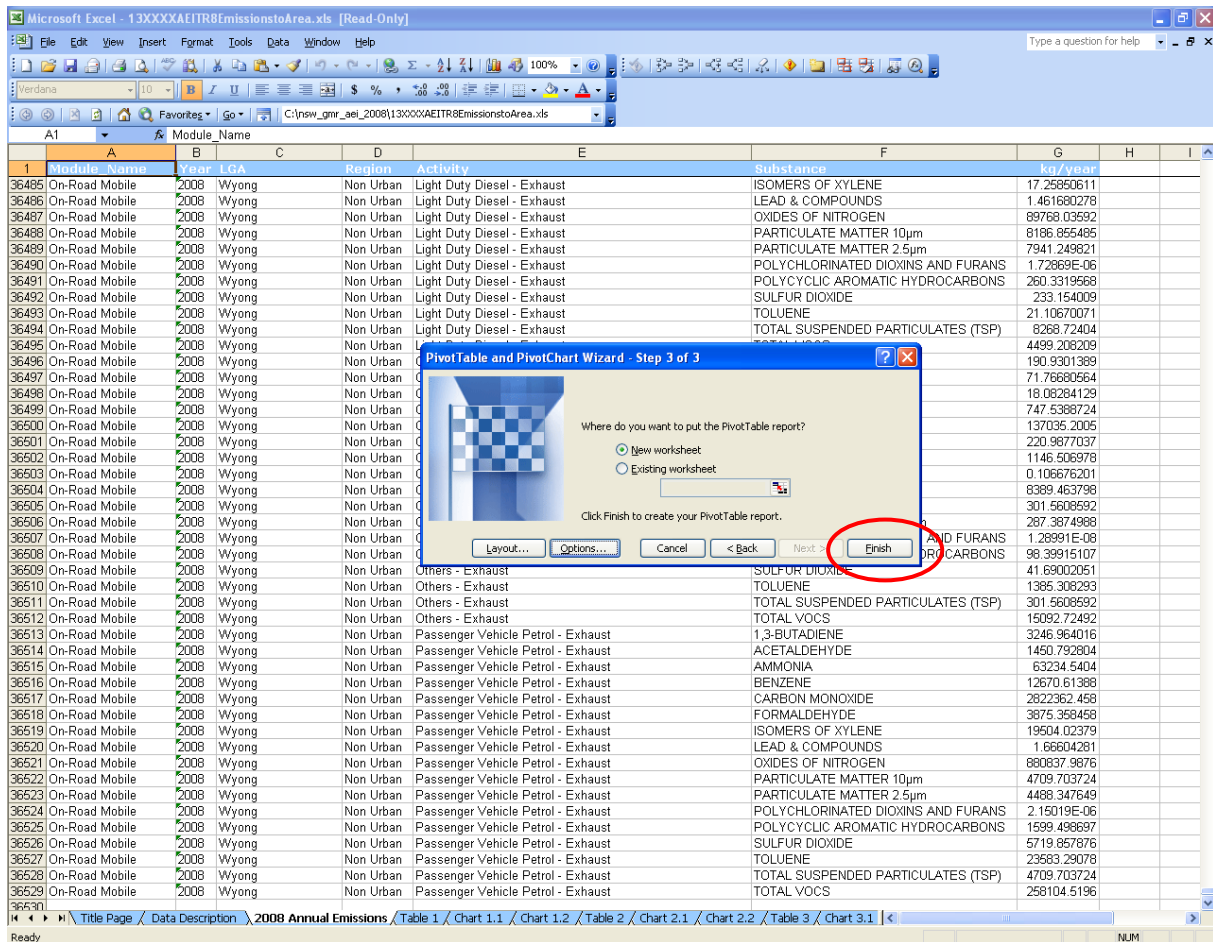 Microsoft Excel - 13XXXXAEITR8EmissionstoArea.xls [Read-Only]
File Edit View Insert Format Tools Data Window Help
Type a question for help
100%
Verdana 10 B I U $ % ,
Favorites Go C:\nsw_gmr_aei_2008\13XXXXAEITR8EmissionstoArea.xls
A1 fx Module_Name
A B C D E F G H I
1 Module_Name Year LGA Region Activity Substance kg/year
36485 On-Road Mobile 2008 Wyong Non Urban Light Duty Diesel - Exhaust ISOMERS OF XYLENE 17.25850611
36486 On-Road Mobile 2008 Wyong Non Urban Light Duty Diesel - Exhaust LEAD & COMPOUNDS 1.461680278
36487 On-Road Mobile 2008 Wyong Non Urban Light Duty Diesel - Exhaust OXIDES OF NITROGEN 89768.03592
36488 On-Road Mobile 2008 Wyong Non Urban Light Duty Diesel - Exhaust PARTICULATE MATTER 10µm 8186.855485
36489 On-Road Mobile 2008 Wyong Non Urban Light Duty Diesel - Exhaust PARTICULATE MATTER 2.5µm 7941.249821
36490 On-Road Mobile 2008 Wyong Non Urban Light Duty Diesel - Exhaust POLYCHLORINATED DIOXINS AND FURANS 1.72869E-06
36491 On-Road Mobile 2008 Wyong Non Urban Light Duty Diesel - Exhaust POLYCYCLIC AROMATIC HYDROCARBONS 260.3319568
36492 On-Road Mobile 2008 Wyong Non Urban Light Duty Diesel - Exhaust SULFUR DIOXIDE 233.154009
36493 On-Road Mobile 2008 Wyong Non Urban Light Duty Diesel - Exhaust TOLUENE 21.10670071
36494 On-Road Mobile 2008 Wyong Non Urban Light Duty Diesel - Exhaust TOTAL SUSPENDED PARTICULATES (TSP) 8268.72404
36495 On-Road Mobile 2008 Wyong Non Urban 4499.208209
36496 On-Road Mobile 2008 Wyong Non Urban 190.9301389
36497 On-Road Mobile 2008 Wyong Non Urban 71.76680564
36498 On-Road Mobile 2008 Wyong Non Urban 18.08284129
36499 On-Road Mobile 2008 Wyong Non Urban 747.5388724
36500 On-Road Mobile 2008 Wyong Non Urban 137035.2005
36501 On-Road Mobile 2008 Wyong Non Urban 220.9877037
36502 On-Road Mobile 2008 Wyong Non Urban 1146.506978
36503 On-Road Mobile 2008 Wyong Non Urban 0.106676201
36504 On-Road Mobile 2008 Wyong Non Urban 8389.463798
36505 On-Road Mobile 2008 Wyong Non Urban 301.5608592
36506 On-Road Mobile 2008 Wyong Non Urban 287.3874988
36507 On-Road Mobile 2008 Wyong Non Urban AND FURANS 1.28991E-08
36508 On-Road Mobile 2008 Wyong Non Urban DROCARBONS 98.39915107
PivotTable and PivotChart Wizard - Step 3 of 3
Where do you want to put the PivotTable report?
New worksheet
Existing worksheet
Click Finish to create your PivotTable report.
Layout... Options... Cancel < Back Next > Finish
36509 On-Road Mobile 2008 Wyong Non Urban Others - Exhaust SULFUR DIOXIDE 41.69002051
36510 On-Road Mobile 2008 Wyong Non Urban Others - Exhaust TOLUENE 1385.308293
36511 On-Road Mobile 2008 Wyong Non Urban Others - Exhaust TOTAL SUSPENDED PARTICULATES (TSP) 301.5608592
36512 On-Road Mobile 2008 Wyong Non Urban Others - Exhaust TOTAL VOCS 15092.72492
36513 On-Road Mobile 2008 Wyong Non Urban Passenger Vehicle Petrol - Exhaust 1,3-BUTADIENE 3246.964016
36514 On-Road Mobile 2008 Wyong Non Urban Passenger Vehicle Petrol - Exhaust ACETALDEHYDE 1450.792804
36515 On-Road Mobile 2008 Wyong Non Urban Passenger Vehicle Petrol - Exhaust AMMONIA 63234.5404
36516 On-Road Mobile 2008 Wyong Non Urban Passenger Vehicle Petrol - Exhaust BENZENE 12670.61388
36517 On-Road Mobile 2008 Wyong Non Urban Passenger Vehicle Petrol - Exhaust CARBON MONOXIDE 2822362.458
36518 On-Road Mobile 2008 Wyong Non Urban Passenger Vehicle Petrol - Exhaust FORMALDEHYDE 3875.358458
36519 On-Road Mobile 2008 Wyong Non Urban Passenger Vehicle Petrol - Exhaust ISOMERS OF XYLENE 19504.02379
36520 On-Road Mobile 2008 Wyong Non Urban Passenger Vehicle Petrol - Exhaust LEAD & COMPOUNDS 1.66604281
36521 On-Road Mobile 2008 Wyong Non Urban Passenger Vehicle Petrol - Exhaust OXIDES OF NITROGEN 880837.9876
36522 On-Road Mobile 2008 Wyong Non Urban Passenger Vehicle Petrol - Exhaust PARTICULATE MATTER 10µm 4709.703724
36523 On-Road Mobile 2008 Wyong Non Urban Passenger Vehicle Petrol - Exhaust PARTICULATE MATTER 2.5µm 4488.347649
36524 On-Road Mobile 2008 Wyong Non Urban Passenger Vehicle Petrol - Exhaust POLYCHLORINATED DIOXINS AND FURANS 2.15019E-06
36525 On-Road Mobile 2008 Wyong Non Urban Passenger Vehicle Petrol - Exhaust POLYCYCLIC AROMATIC HYDROCARBONS 1599.498697
36526 On-Road Mobile 2008 Wyong Non Urban Passenger Vehicle Petrol - Exhaust SULFUR DIOXIDE 5719.857876
36527 On-Road Mobile 2008 Wyong Non Urban Passenger Vehicle Petrol - Exhaust TOLUENE 23583.29078
36528 On-Road Mobile 2008 Wyong Non Urban Passenger Vehicle Petrol - Exhaust TOTAL SUSPENDED PARTICULATES (TSP) 4709.703724
36529 On-Road Mobile 2008 Wyong Non Urban Passenger Vehicle Petrol - Exhaust TOTAL VOCS 258104.5196
36530
Title Page Data Description 2008 Annual Emissions Table 1 Chart 1.1 Chart 1.2 Table 2 Chart 2.1 Chart 2.2 Table 3 Chart 3.1
Ready NUM